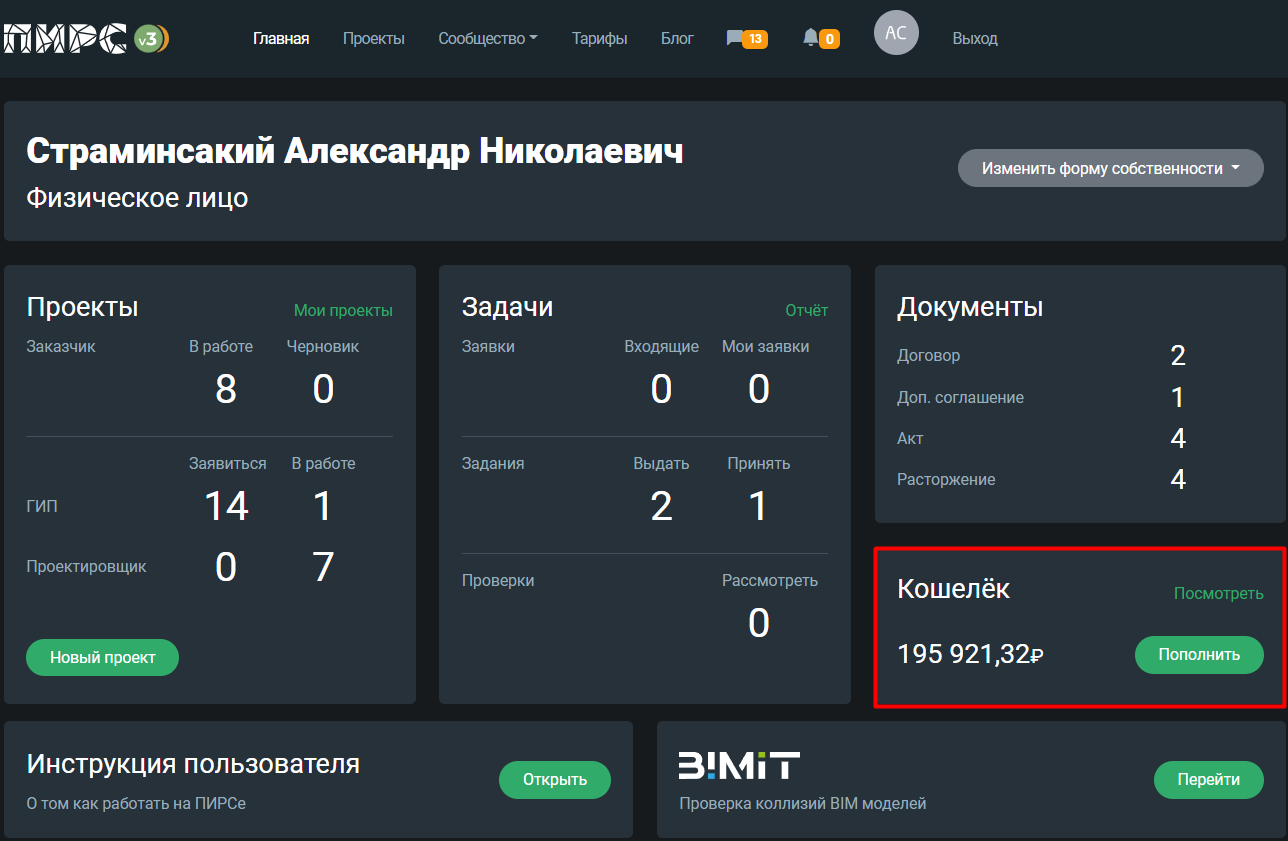 ПИРС v3 Главная Проекты Сообщество Тарифы Блог 13 0 АС Выход
Страминсакий Александр Николаевич
Физическое лицо
Изменить форму собственности
Проекты Мои проекты
Заказчик В работе Черновик
8 0
Заявиться В работе
ГИП 14 1
Проектировщик 0 7
Новый проект
Задачи Отчёт
Заявки Входящие Мои заявки
0 0
Задания Выдать Принять
2 1
Проверки Рассмотреть
0
Документы
Договор 2
Доп. соглашение 1
Акт 4
Расторжение 4
Кошелёк Посмотреть
195 921,32₽ Пополнить
Инструкция пользователя
О том как работать на ПИРСе
Открыть
B!MiT
Проверка коллизий BIM моделей
Перейти